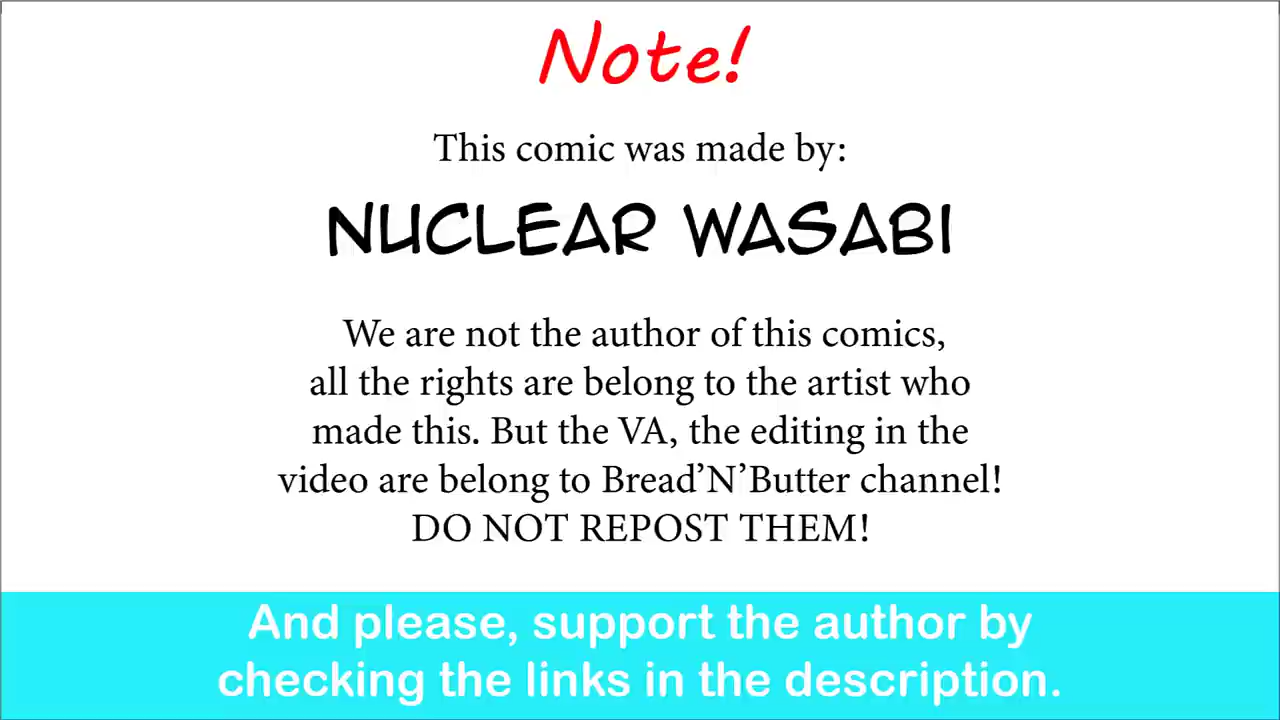 Note!
This comic was made by:
NUCLEAR WASABI
We are not the author of this comics,
all the rights are belong to the artist who
made this. But the VA, the editing in the
video are belong to Bread’N’Butter channel!
DO NOT REPOST THEM!
And please, support the author by
checking the links in the description.